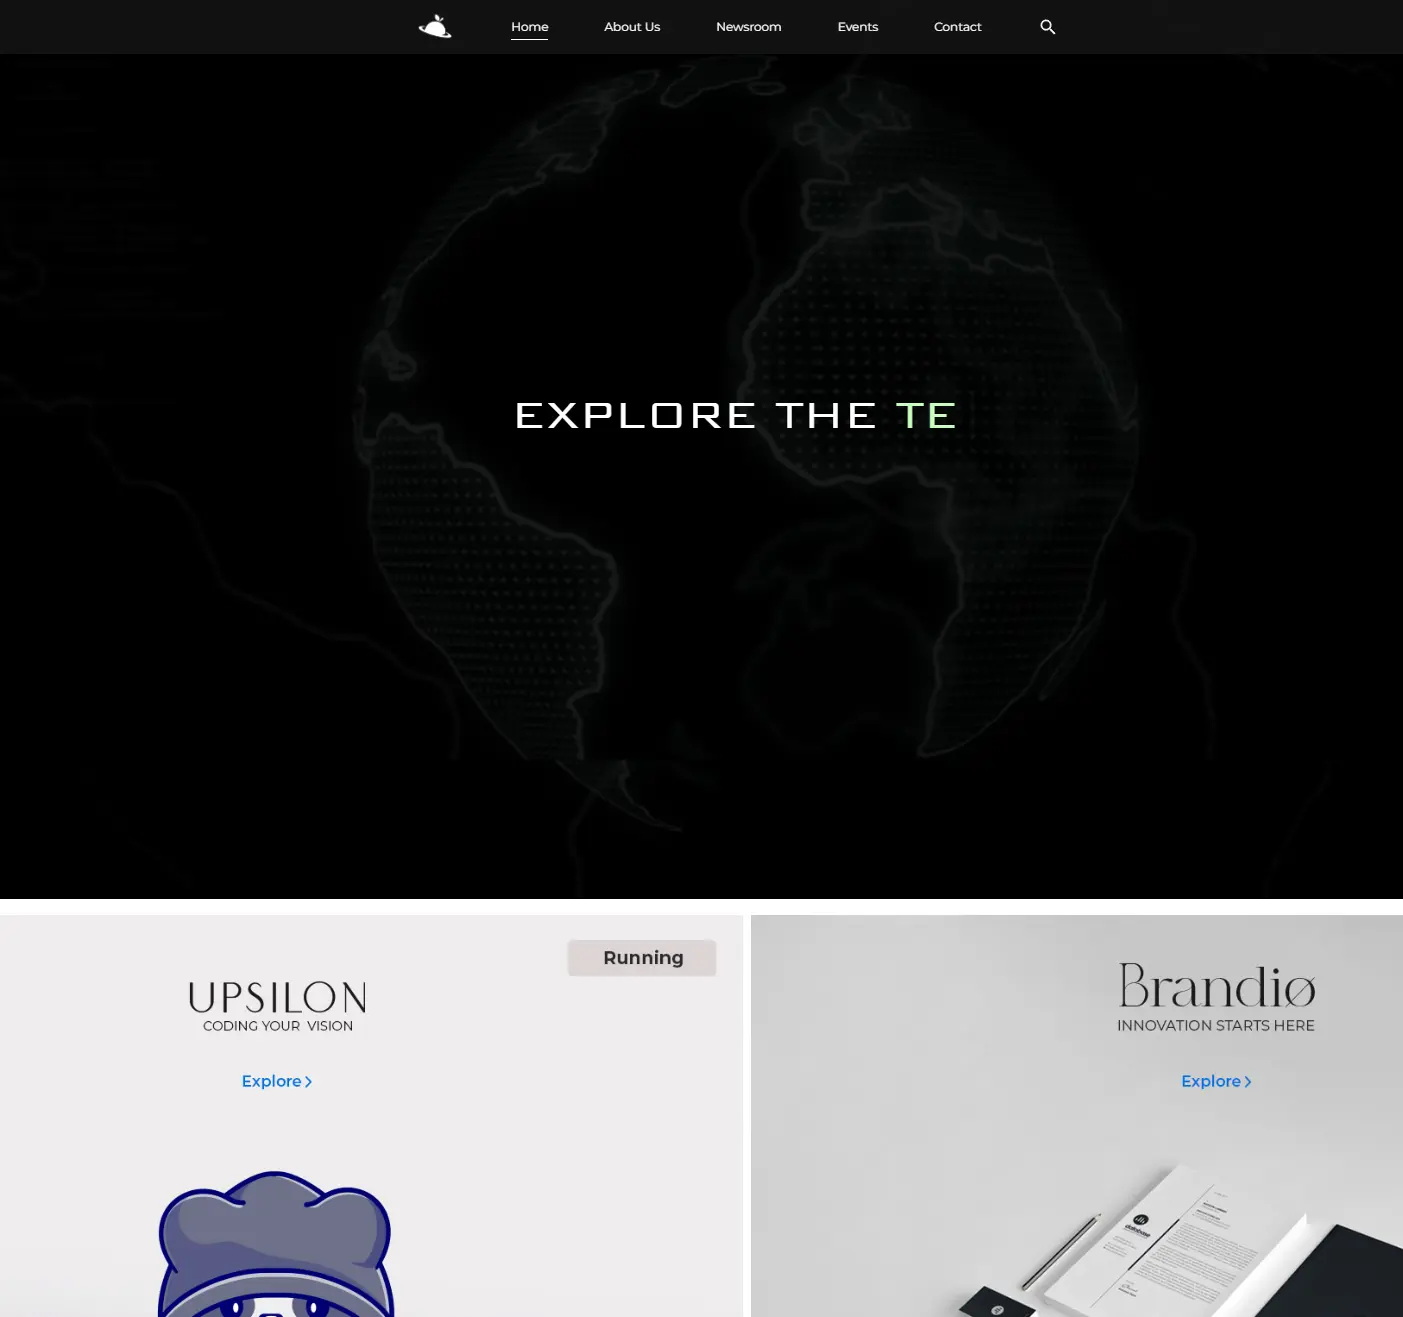 Home
About Us
Newsroom
Events
Contact
EXPLORE THE TE
Running
UPSILON
CODING YOUR VISION
Explore
Brandiø
INNOVATION STARTS HERE
Explore
database